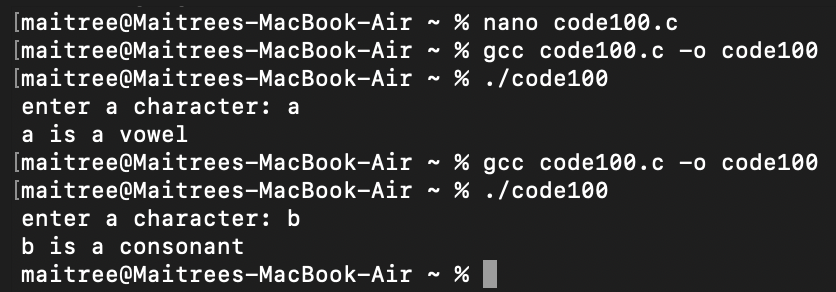 [maitree@Maitrees-MacBook-Air ~ % nano code100.c
[maitree@Maitrees-MacBook-Air ~ % gcc code100.c -o code100
[maitree@Maitrees-MacBook-Air ~ % ./code100
enter a character: a
a is a vowel
[maitree@Maitrees-MacBook-Air ~ % gcc code100.c -o code100
[maitree@Maitrees-MacBook-Air ~ % ./code100
enter a character: b
b is a consonant
maitree@Maitrees-MacBook-Air ~ %